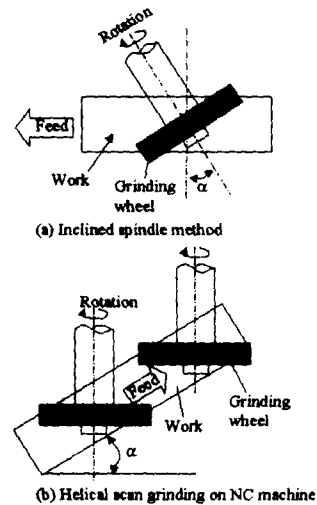 Rotation
Feed
Work
Grinding
wheel
α
(a) Inclined spindle method
Rotation
Feed
Grinding
wheel
Work
α
(b) Helical scan grinding on NC machine